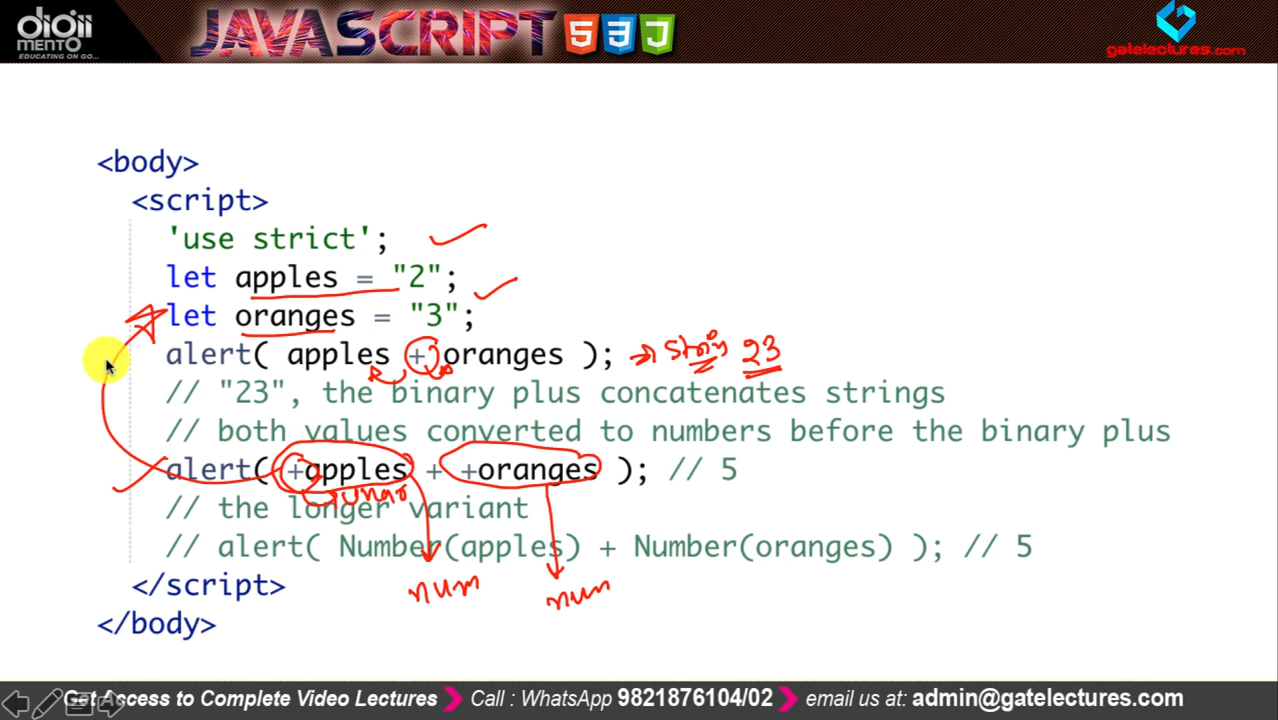 didii
MENTO
EDUCATING ON GO...
JAVASCRIPT
gatelectures.com
<body>
<script>
'use strict';
let apples = "2";
let oranges = "3";
alert( apples + oranges ); string 23
// "23", the binary plus concatenates strings
// both values converted to numbers before the binary plus
alert( +apples + +oranges ); // 5
unar
// the longer variant
// alert( Number(apples) + Number(oranges) ); // 5
</script>
num num
</body>
Get Access to Complete Video Lectures Call : WhatsApp 9821876104/02 email us at: admin@gatelectures.com